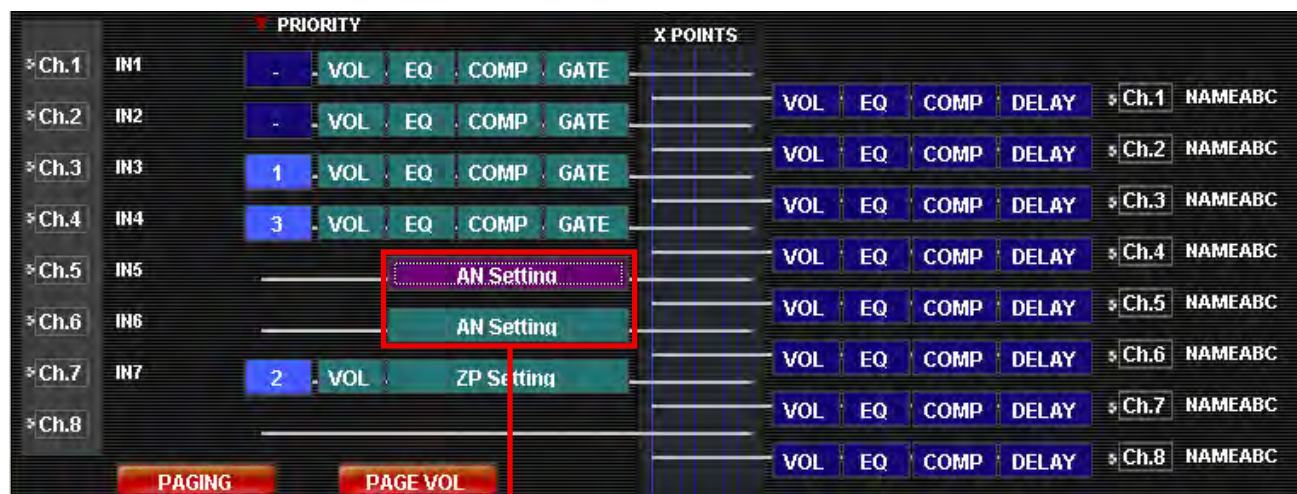 PRIORITY
X POINTS
Ch.1 IN1 - VOL EQ COMP GATE
VOL EQ COMP DELAY Ch.1 NAMEABC
Ch.2 IN2 - VOL EQ COMP GATE
VOL EQ COMP DELAY Ch.2 NAMEABC
Ch.3 IN3 1 VOL EQ COMP GATE
VOL EQ COMP DELAY Ch.3 NAMEABC
Ch.4 IN4 3 VOL EQ COMP GATE
VOL EQ COMP DELAY Ch.4 NAMEABC
Ch.5 IN5 AN Setting
VOL EQ COMP DELAY Ch.5 NAMEABC
Ch.6 IN6 AN Setting
VOL EQ COMP DELAY Ch.6 NAMEABC
Ch.7 IN7 2 VOL ZP Setting
VOL EQ COMP DELAY Ch.7 NAMEABC
Ch.8
VOL EQ COMP DELAY Ch.8 NAMEABC
PAGING PAGE VOL